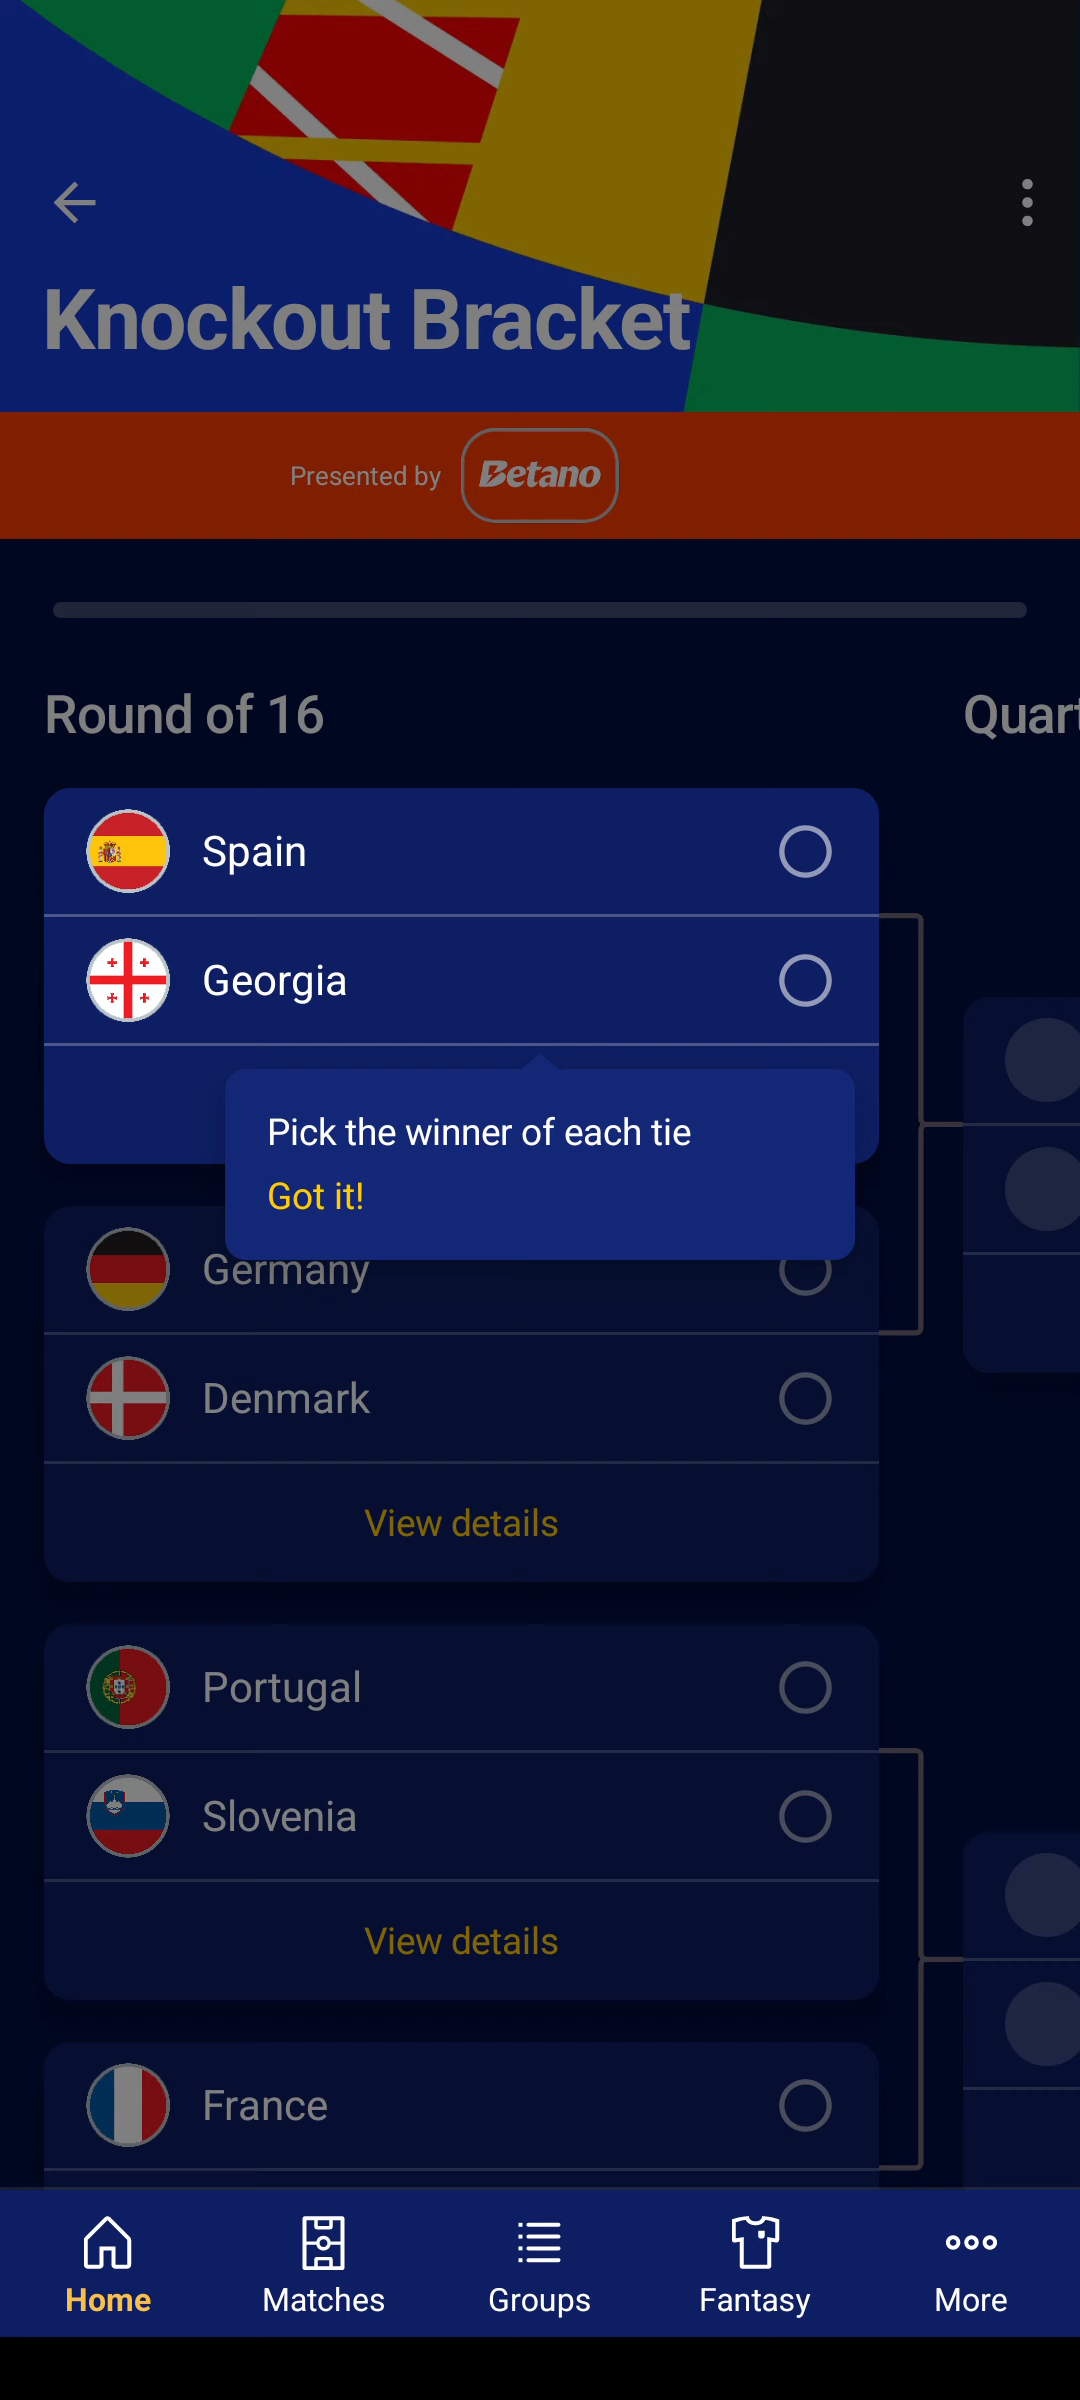 Knockout Bracket
Presented by Betano
Round of 16
Quart
Spain
Georgia
Pick the winner of each tie
Got it!
Germany
Denmark
View details
Portugal
Slovenia
View details
France
Home
Matches
Groups
Fantasy
More